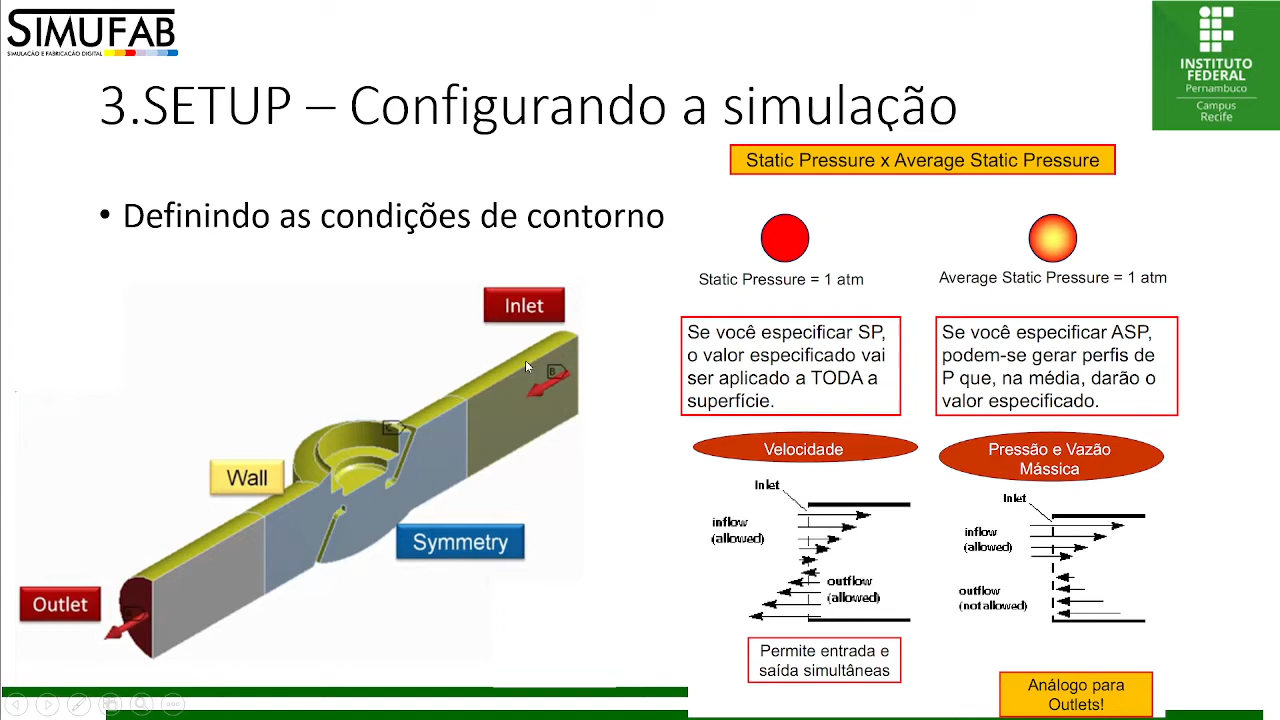 SIMUFAB
SIMULAÇÃO E FABRICAÇÃO DIGITAL
INSTITUTO
FEDERAL
Pernambuco
Campus
Recife
3.SETUP – Configurando a simulação
• Definindo as condições de contorno
Inlet
B
C
Wall
Symmetry
Outlet
Static Pressure x Average Static Pressure
Static Pressure = 1 atm
Average Static Pressure = 1 atm
Se você especificar SP,
o valor especificado vai
ser aplicado a TODA a
superfície.
Se você especificar ASP,
podem-se gerar perfis de
P que, na média, darão o
valor especificado.
Velocidade
Pressão e Vazão
Mássica
Inlet
inflow
(allowed)
outflow
(allowed)
Inlet
inflow
(allowed)
outflow
(not allowed)
Permite entrada e
saída simultâneas
Análogo para
Outlets!